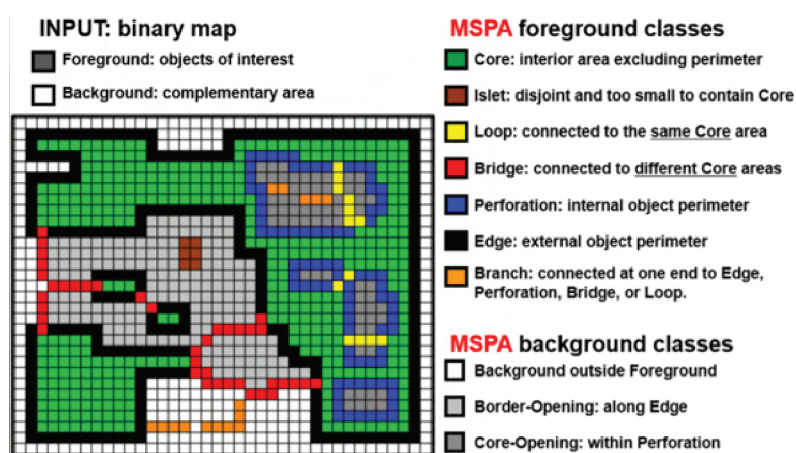 INPUT: binary map
Foreground: objects of interest
Background: complementary area
MSPA foreground classes
Core: interior area excluding perimeter
Islet: disjoint and too small to contain Core
Loop: connected to the same Core area
Bridge: connected to different Core areas
Perforation: internal object perimeter
Edge: external object perimeter
Branch: connected at one end to Edge,
Perforation, Bridge, or Loop.
MSPA background classes
Background outside Foreground
Border-Opening: along Edge
Core-Opening: within Perforation